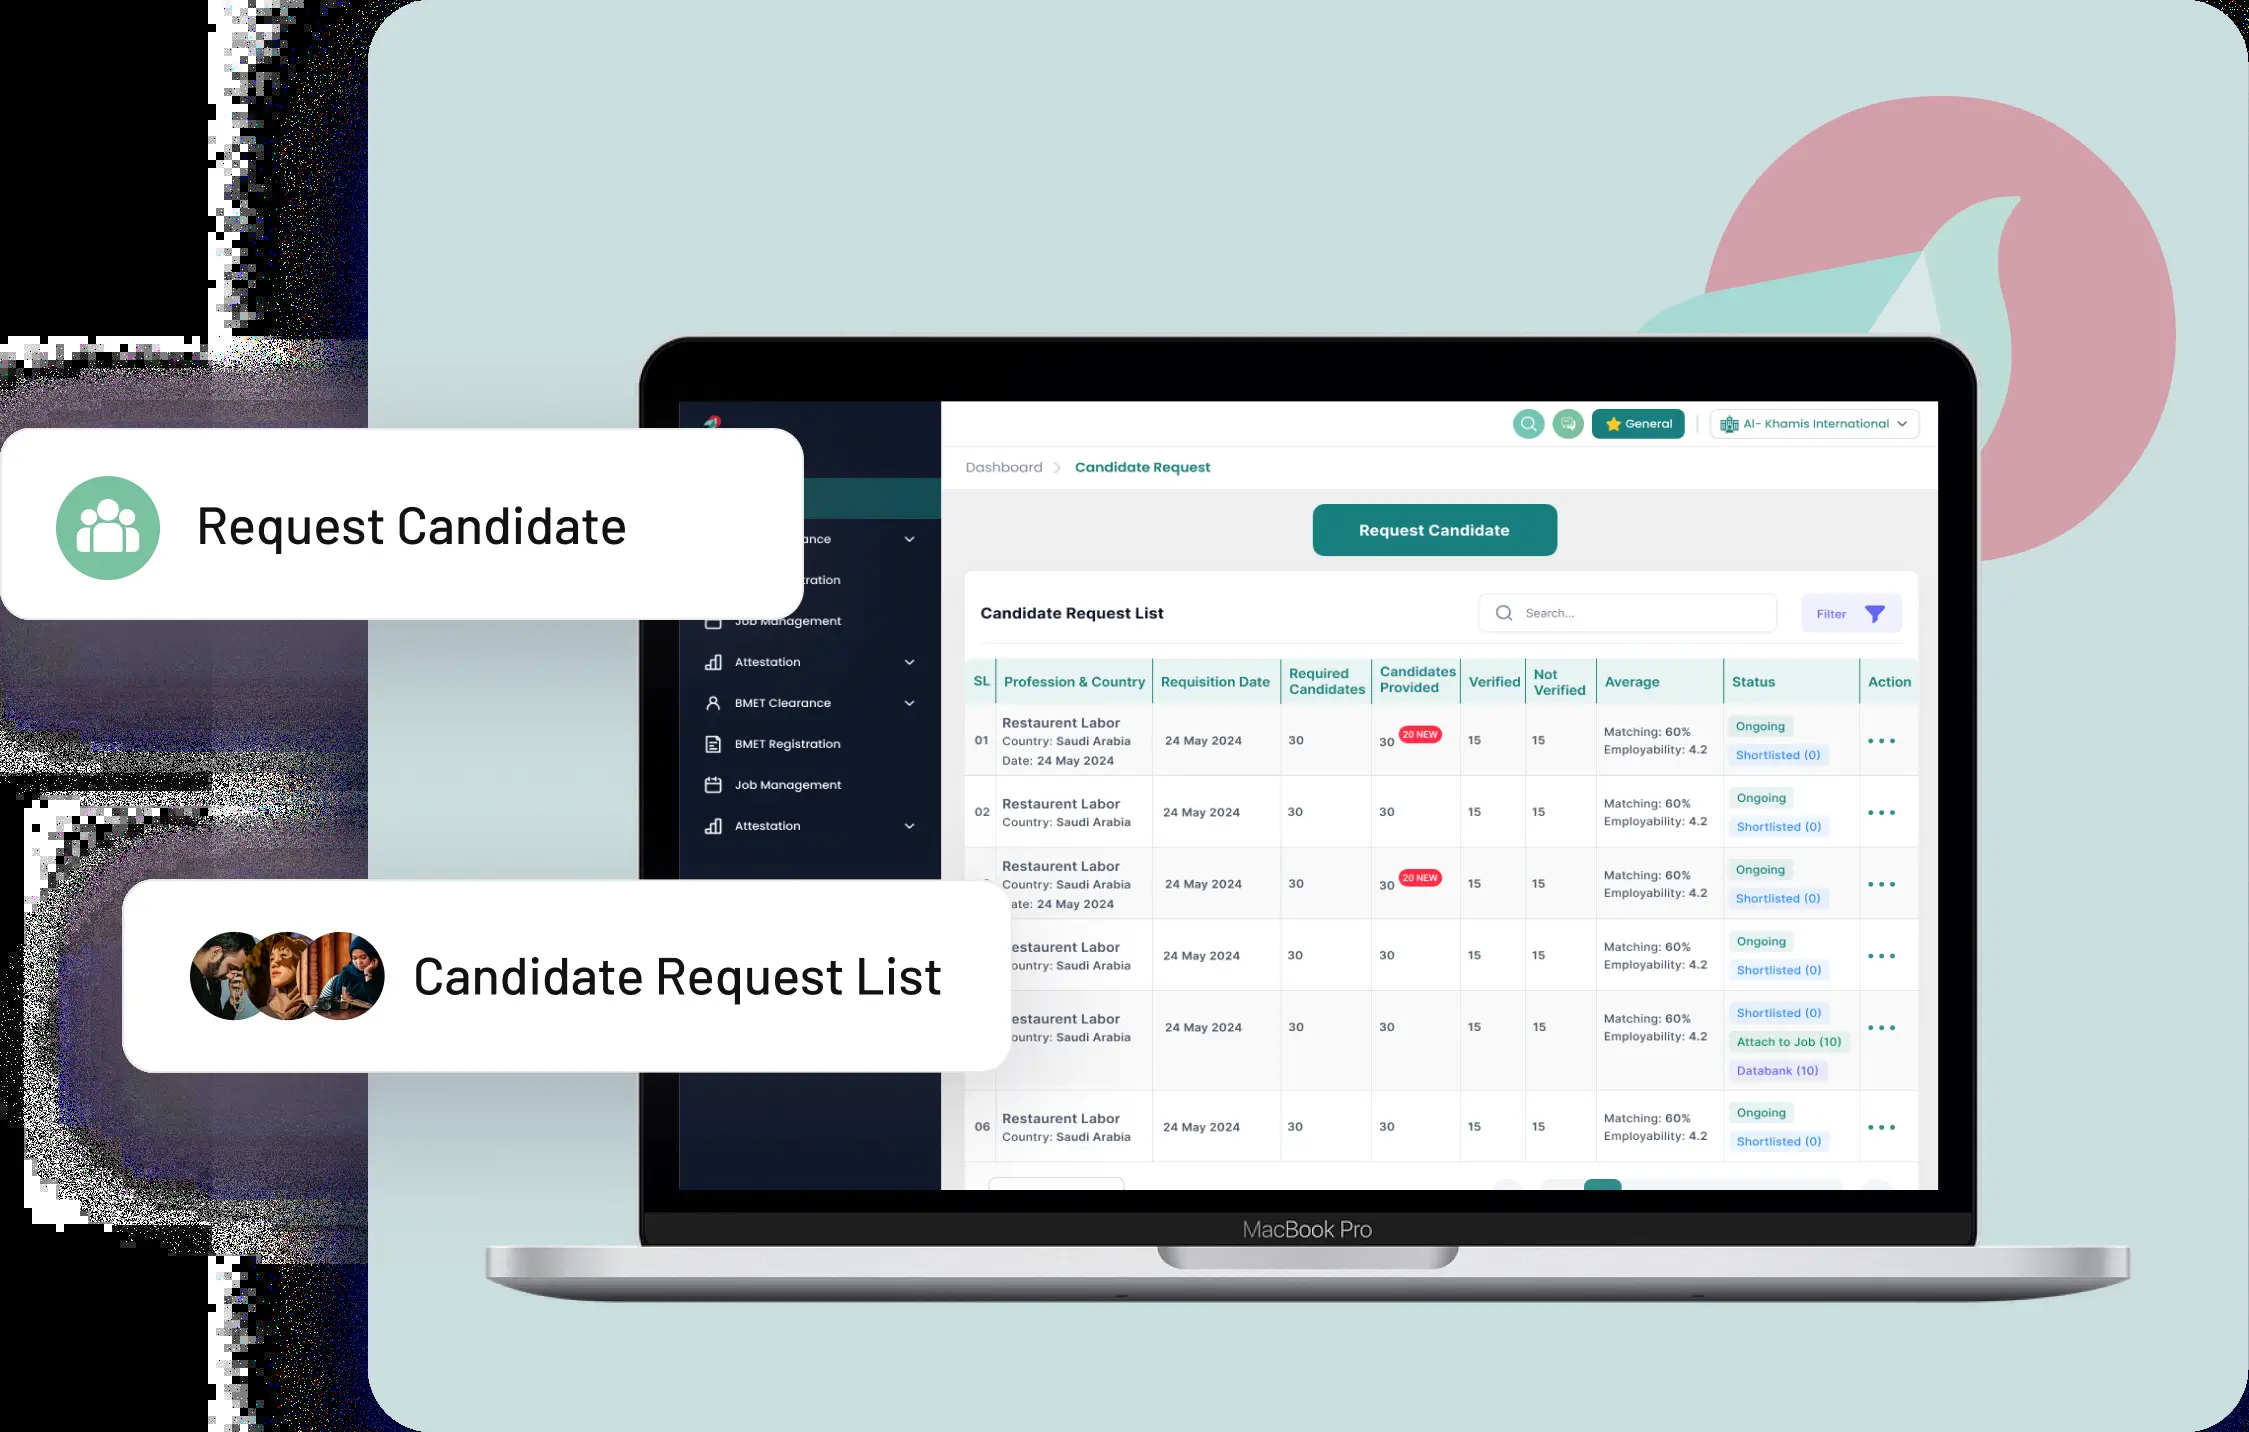 General
Al- Khamis International
Dashboard
Candidate Request
Request Candidate
Request Candidate
Job Management
Attestation
BMET Clearance
BMET Registration
Job Management
Attestation
Candidate Request List
Candidate Request List
Search...
Filter
SL
Profession & Country
Requisition Date
Required
Candidates
Candidates
Provided
Verified
Not
Verified
Average
Status
Action
01
Restaurent Labor
Country: Saudi Arabia
Date: 24 May 2024
24 May 2024
30
30
20 NEW
15
15
Matching: 60%
Employability: 4.2
Ongoing
Shortlisted (0)
02
Restaurent Labor
Country: Saudi Arabia
24 May 2024
30
30
15
15
Matching: 60%
Employability: 4.2
Ongoing
Shortlisted (0)
Restaurent Labor
Country: Saudi Arabia
24 May 2024
24 May 2024
30
30
20 NEW
15
15
Matching: 60%
Employability: 4.2
Ongoing
Shortlisted (0)
Labor
Saudi Arabia
24 May 2024
30
30
15
15
Matching: 60%
Employability: 4.2
Ongoing
Shortlisted (0)
Labor
Saudi Arabia
24 May 2024
30
30
15
15
Matching: 60%
Employability: 4.2
Shortlisted (0)
Attach to Job (10)
Databank (10)
06
Restaurent Labor
Country: Saudi Arabia
24 May 2024
30
30
15
15
Matching: 60%
Employability: 4.2
Ongoing
Shortlisted (0)
MacBook Pro